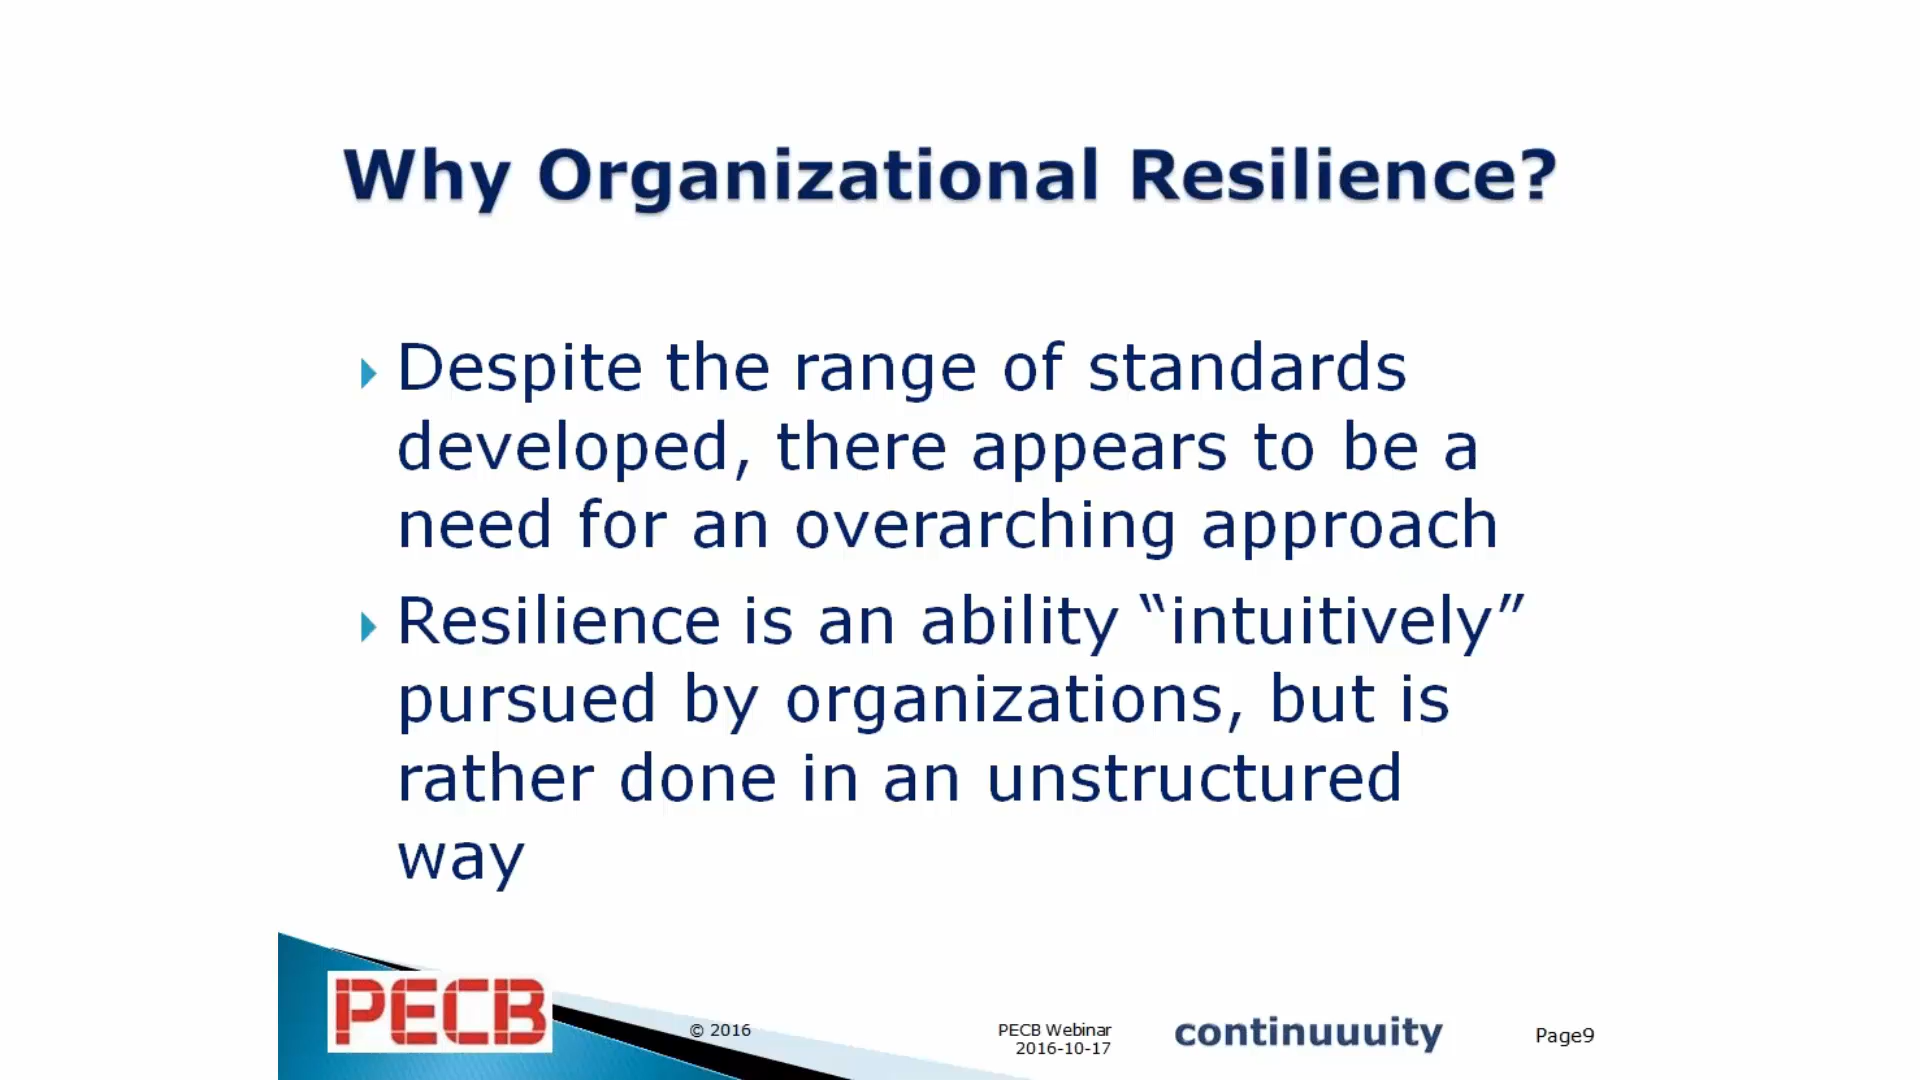 Why Organizational Resilience?
Despite the range of standards
developed, there appears to be a
need for an overarching approach
Resilience is an ability “intuitively”
pursued by organizations, but is
rather done in an unstructured
way
PECB
© 2016
PECB Webinar
2016-10-17
continuuuity
Page9